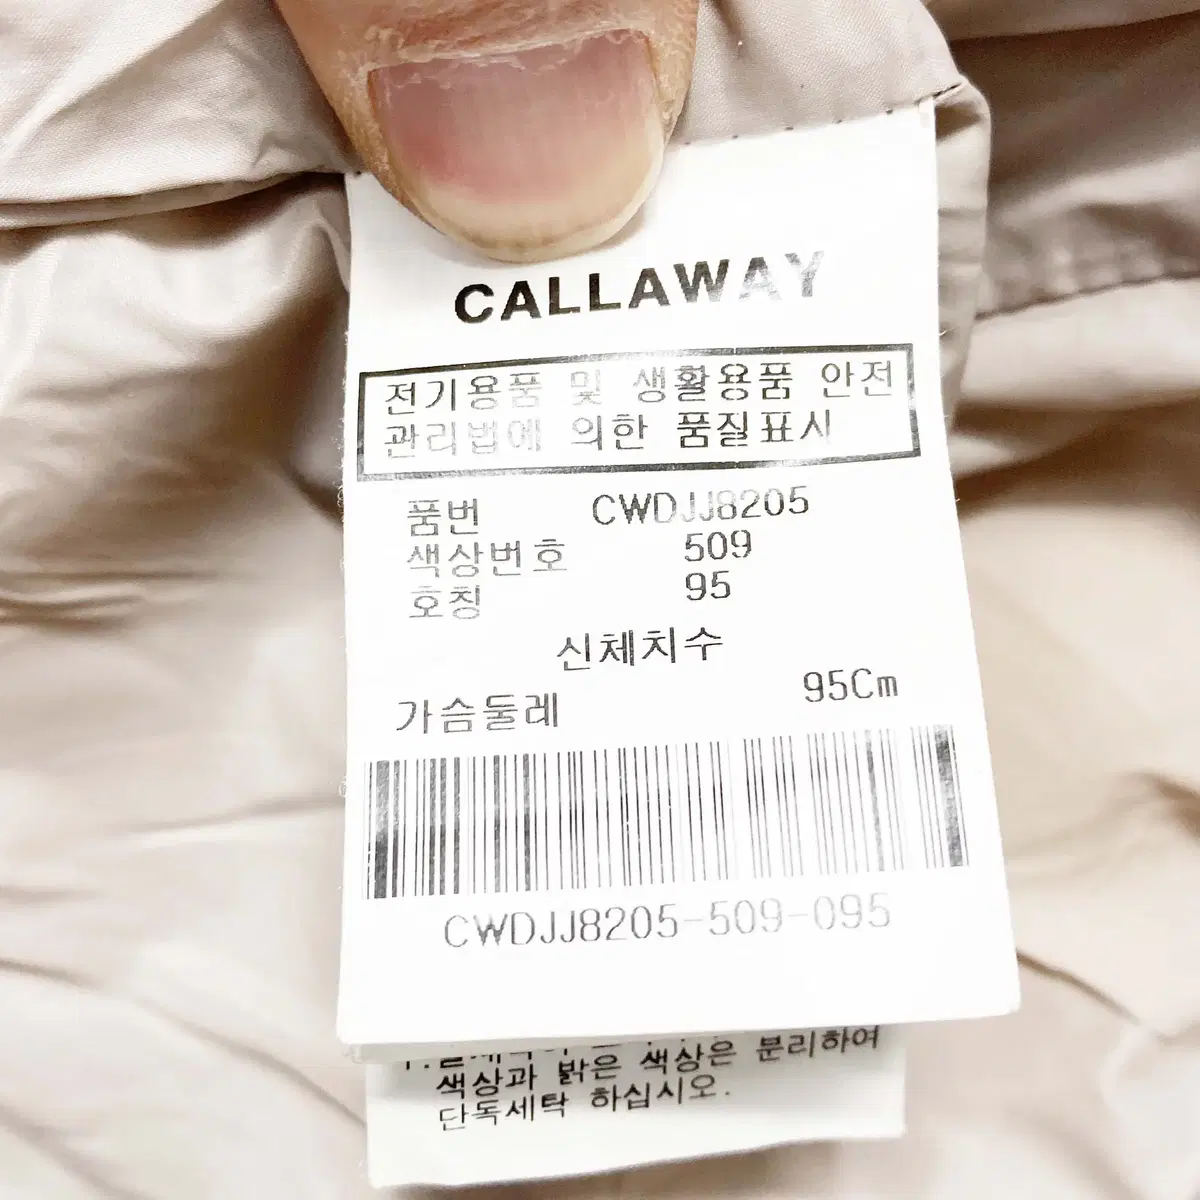 CALLAWAY
전기용품 및 생활용품 안전
관리법에 의한 품질표시
품번 CWDJJ8205
색상번호 509
호칭 95
신체치수
가슴둘레 95Cm
CWDJJ8205-509-095
색상과 밝은 색상은 분리하여
단독세탁 하십시오.